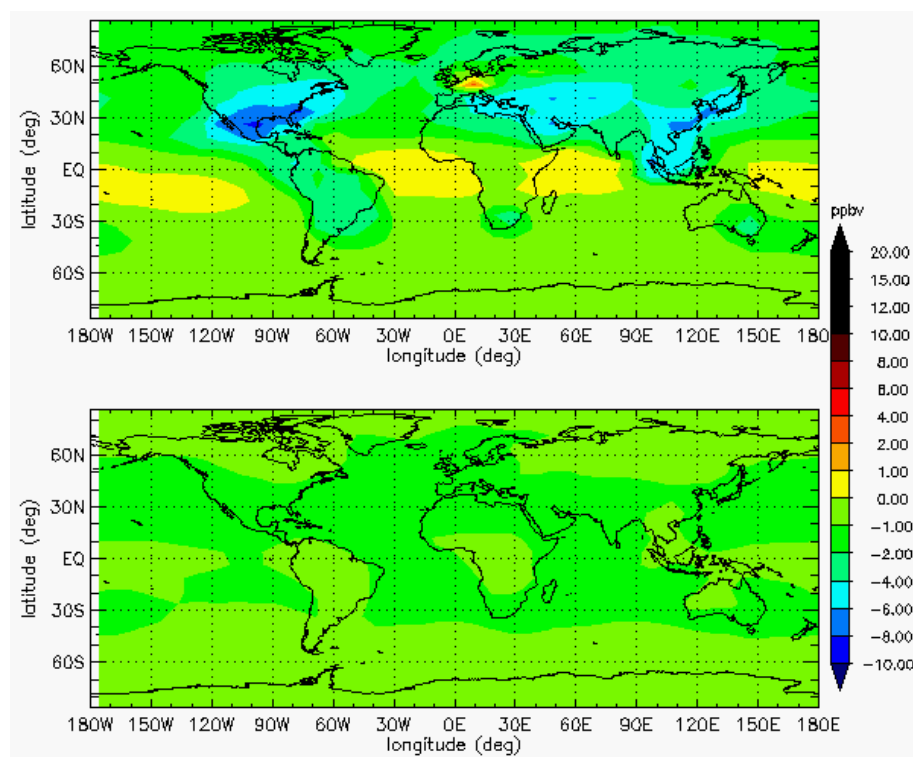 latitude (deg)
60N
30N
EQ
30S
60S
180W 150W 120W 90W 60W 30W 0E 30E 60E 90E 120E 150E 180E
longitude (deg)
ppbv
20.00
15.00
12.00
10.00
8.00
6.00
4.00
2.00
1.00
0.00
-1.00
-2.00
-4.00
-6.00
-8.00
-10.00
latitude (deg)
60N
30N
EQ
30S
60S
180W 150W 120W 90W 60W 30W 0E 30E 60E 90E 120E 150E 180E
longitude (deg)